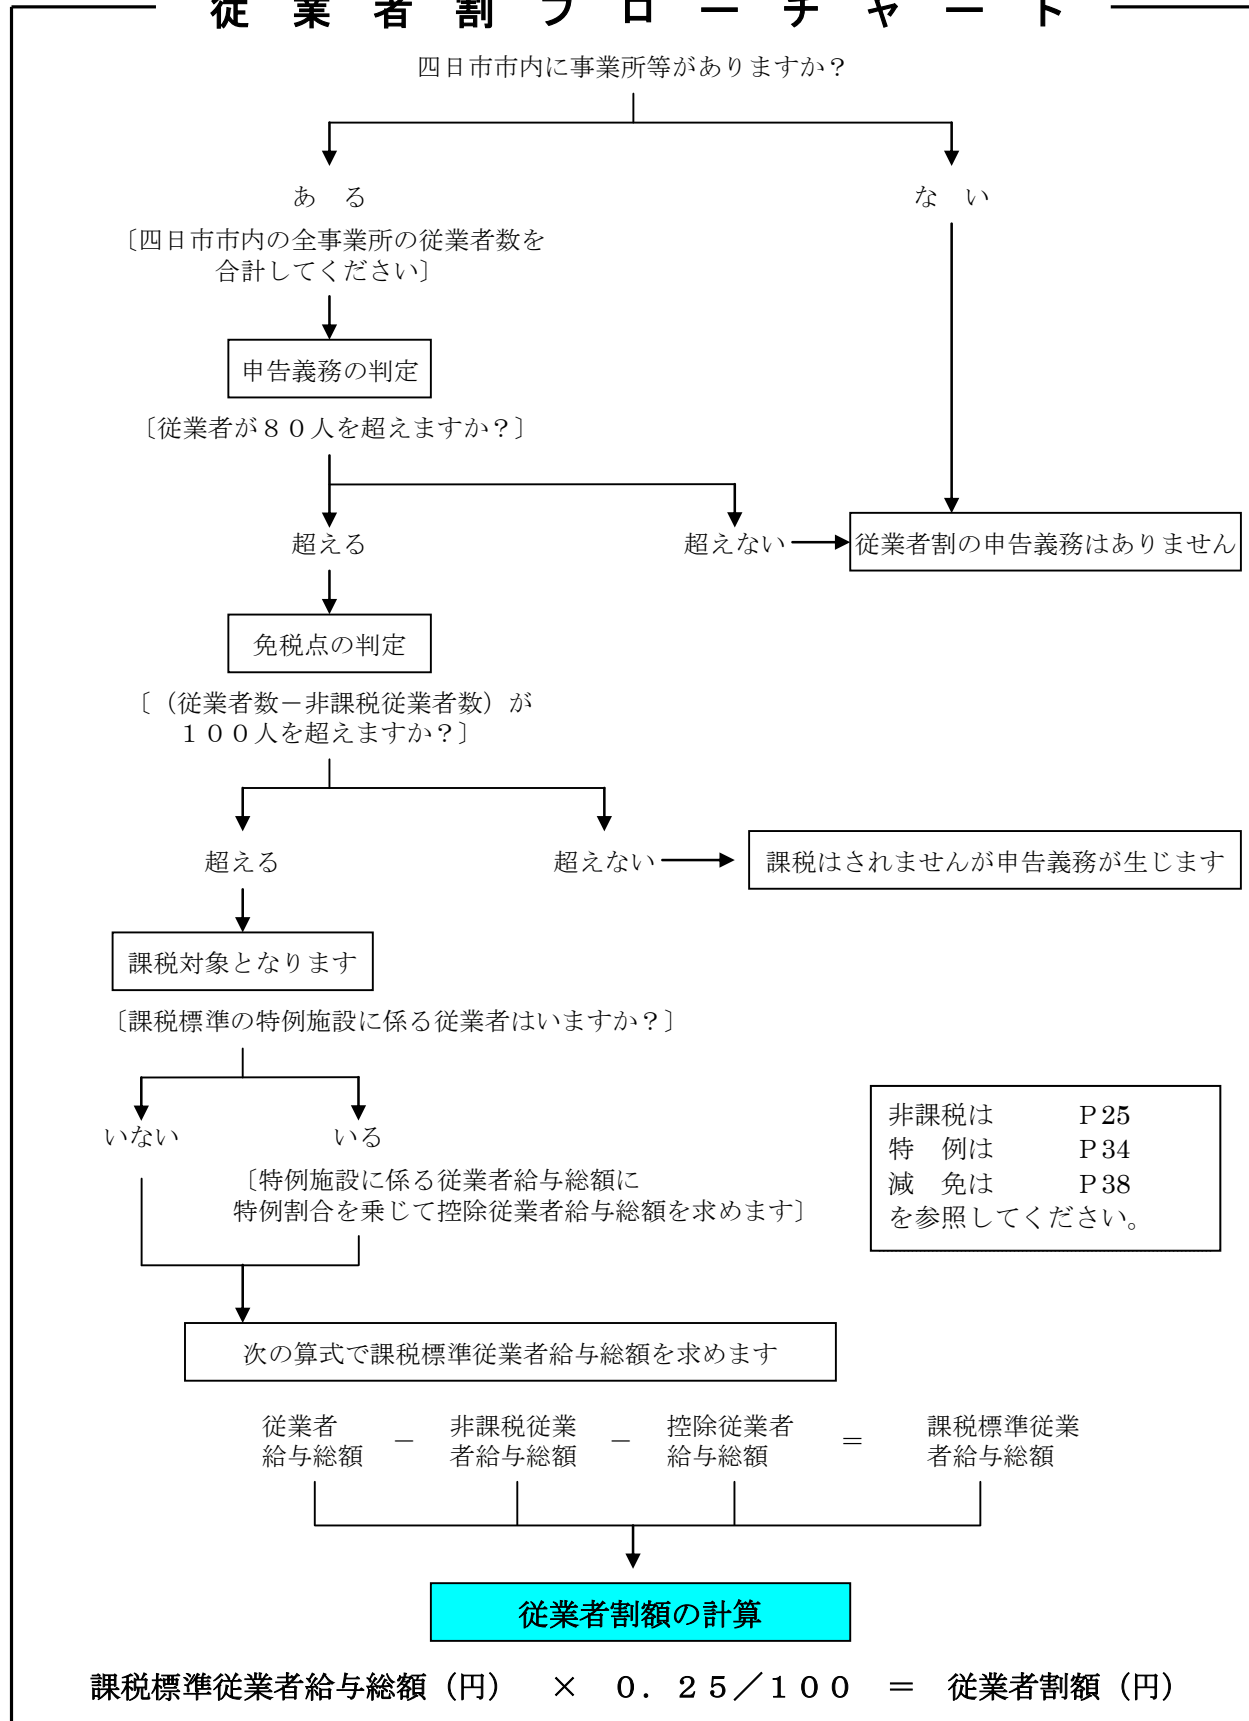 従業者割フローチャート
四日市市内に事業所等がありますか？
ある
ない
〔四日市市内の全事業所の従業者数を
合計してください〕
申告義務の判定
〔従業者が８０人を超えますか？〕
超える
超えない
従業者割の申告義務はありません
免税点の判定
〔（従業者数－非課税従業者数）が
１００人を超えますか？〕
超える
超えない
課税はされませんが申告義務が生じます
課税対象となります
〔課税標準の特例施設に係る従業者はいますか？〕
いない
いる
〔特例施設に係る従業者給与総額に
特例割合を乗じて控除従業者給与総額を求めます〕
非課税は　Ｐ25
特　例は　Ｐ34
減　免は　Ｐ38
を参照してください。
次の算式で課税標準従業者給与総額を求めます
従業者　非課税従業　控除従業者　課税標準従業
給与総額　－　者給与総額　－　給与総額　＝　者給与総額
従業者割額の計算
課税標準従業者給与総額（円）　×　０．２５／１００　＝　従業者割額（円）